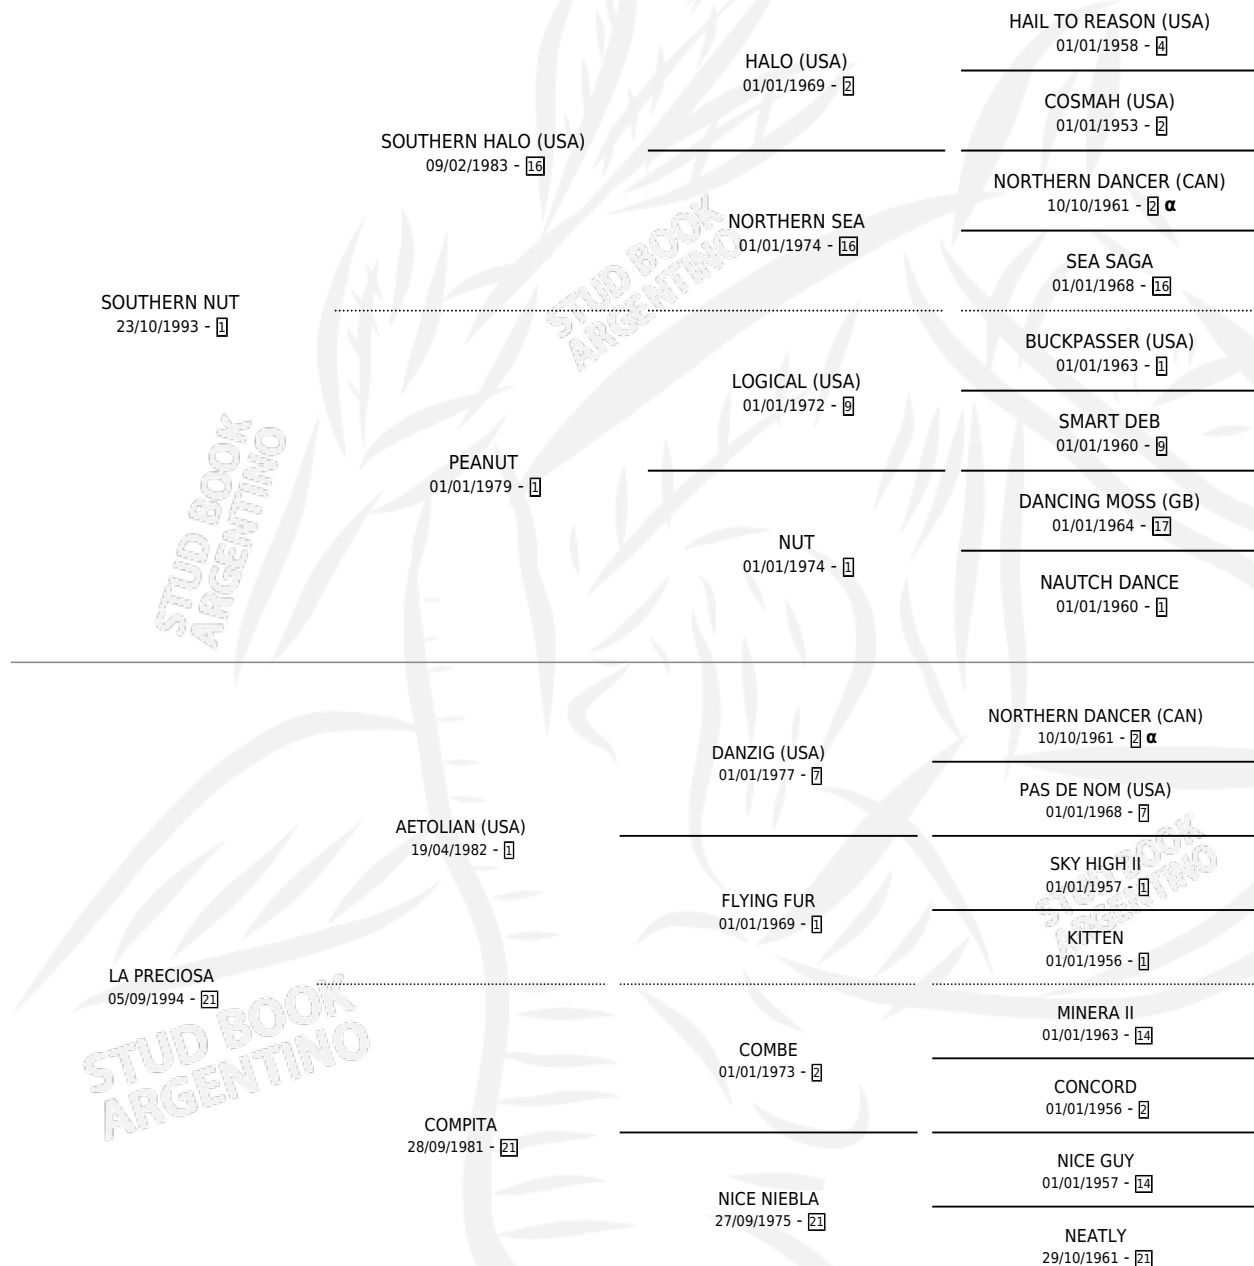 HAIL TO REASON (USA)
01/01/1958 - 4
HALO (USA)
01/01/1969 - 2
COSMAH (USA)
01/01/1953 - 2
SOUTHERN HALO (USA)
09/02/1983 - 16
NORTHERN DANCER (CAN)
10/10/1961 - 2 α
NORTHERN SEA
01/01/1974 - 16
SEA SAGA
01/01/1968 - 16
SOUTHERN NUT
23/10/1993 - 1
BUCKPASSER (USA)
01/01/1963 - 1
LOGICAL (USA)
01/01/1972 - 9
SMART DEB
01/01/1960 - 9
PEANUT
01/01/1979 - 1
DANCING MOSS (GB)
01/01/1964 - 17
NUT
01/01/1974 - 1
NAUTCH DANCE
01/01/1960 - 1
NORTHERN DANCER (CAN)
10/10/1961 - 2 α
DANZIG (USA)
01/01/1977 - 7
PAS DE NOM (USA)
01/01/1968 - 7
AETOLIAN (USA)
19/04/1982 - 1
SKY HIGH II
01/01/1957 - 1
FLYING FUR
01/01/1969 - 1
KITTEN
01/01/1956 - 1
LA PRECIOSA
05/09/1994 - 21
MINERA II
01/01/1963 - 14
COMBE
01/01/1973 - 2
CONCORD
01/01/1956 - 2
COMPITA
28/09/1981 - 21
NICE GUY
01/01/1957 - 14
NICE NIEBLA
27/09/1975 - 21
NEATLY
29/10/1961 - 21
STUD BOOK
ARGENTINO
STUD BOOK
ARGENTINO
STUD BOOK
ARGENTINO
STUD BOOK
ARGENTINO